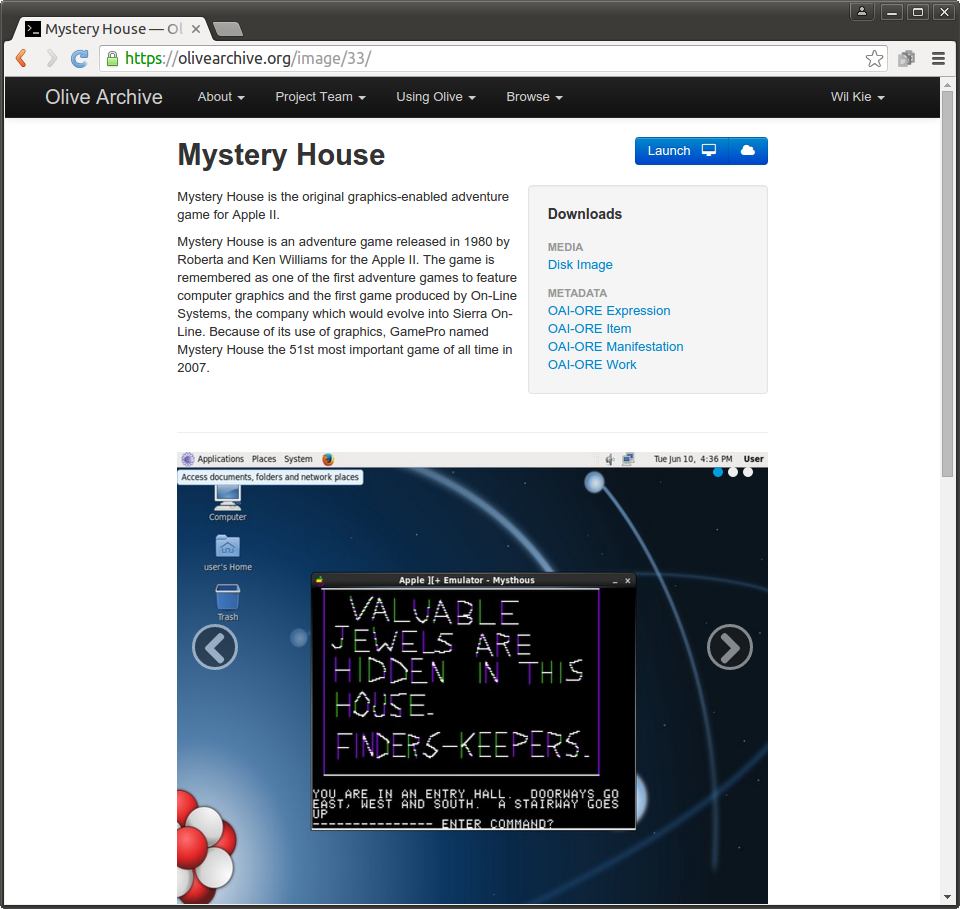 Mystery House — Ol
https://olivearchive.org/image/33/
Olive Archive About Project Team Using Olive Browse Wil Kie
Mystery House
Launch
Mystery House is the original graphics-enabled adventure
game for Apple II.
Mystery House is an adventure game released in 1980 by
Roberta and Ken Williams for the Apple II. The game is
remembered as one of the first adventure games to feature
computer graphics and the first game produced by On-Line
Systems, the company which would evolve into Sierra On-
Line. Because of its use of graphics, GamePro named
Mystery House the 51st most important game of all time in
2007.
Downloads
MEDIA
Disk Image
METADATA
OAI-ORE Expression
OAI-ORE Item
OAI-ORE Manifestation
OAI-ORE Work
Applications Places System Tue Jun 10, 4:36 PM User
Access documents, folders and network places
Computer
user's Home
Trash
Apple ][+ Emulator - Mysthous
VALUABLE
JEWELS ARE
HIDDEN IN THIS
HOUSE.
FINDERS-KEEPERS.
YOU ARE IN AN ENTRY HALL. DOORWAYS GO
EAST, WEST AND SOUTH. A STAIRWAY GOES
UP
--------------- ENTER COMMAND?